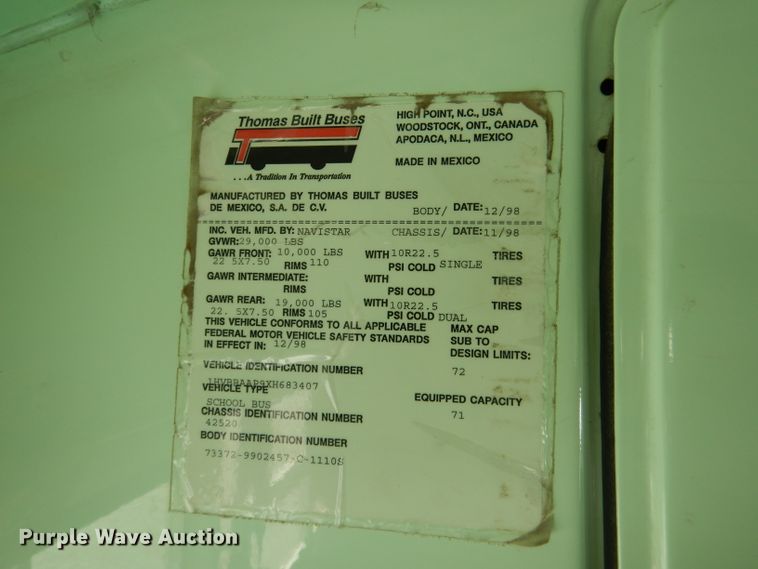 Thomas Built Buses
T
...A Tradition In Transportation
HIGH POINT, N.C., USA
WOODSTOCK, ONT., CANADA
APODACA, N.L., MEXICO
MADE IN MEXICO
MANUFACTURED BY THOMAS BUILT BUSES
DE MEXICO, S.A. DE C.V.
BODY/ DATE: 12/98
INC. VEH. MFD. BY: NAVISTAR CHASSIS/ DATE: 11/98
GVWR: 29,000 LBS
GAWR FRONT: 10,000 LBS WITH 10R22.5 TIRES
22 5X7.50 RIMS 110 PSI COLD SINGLE
GAWR INTERMEDIATE: WITH TIRES
RIMS PSI COLD
GAWR REAR: 19,000 LBS WITH 10R22.5 TIRES
22. 5X7.50 RIMS 105 PSI COLD DUAL
THIS VEHICLE CONFORMS TO ALL APPLICABLE
FEDERAL MOTOR VEHICLE SAFETY STANDARDS
IN EFFECT IN: 12/98
MAX CAP
SUB TO
DESIGN LIMITS:
72
VEHICLE IDENTIFICATION NUMBER
VEHICLE TYPE
SCHOOL BUS
EQUIPPED CAPACITY
71
CHASSIS IDENTIFICATION NUMBER
42520
BODY IDENTIFICATION NUMBER
73372-9902457-C-1110S
Purple Wave Auction